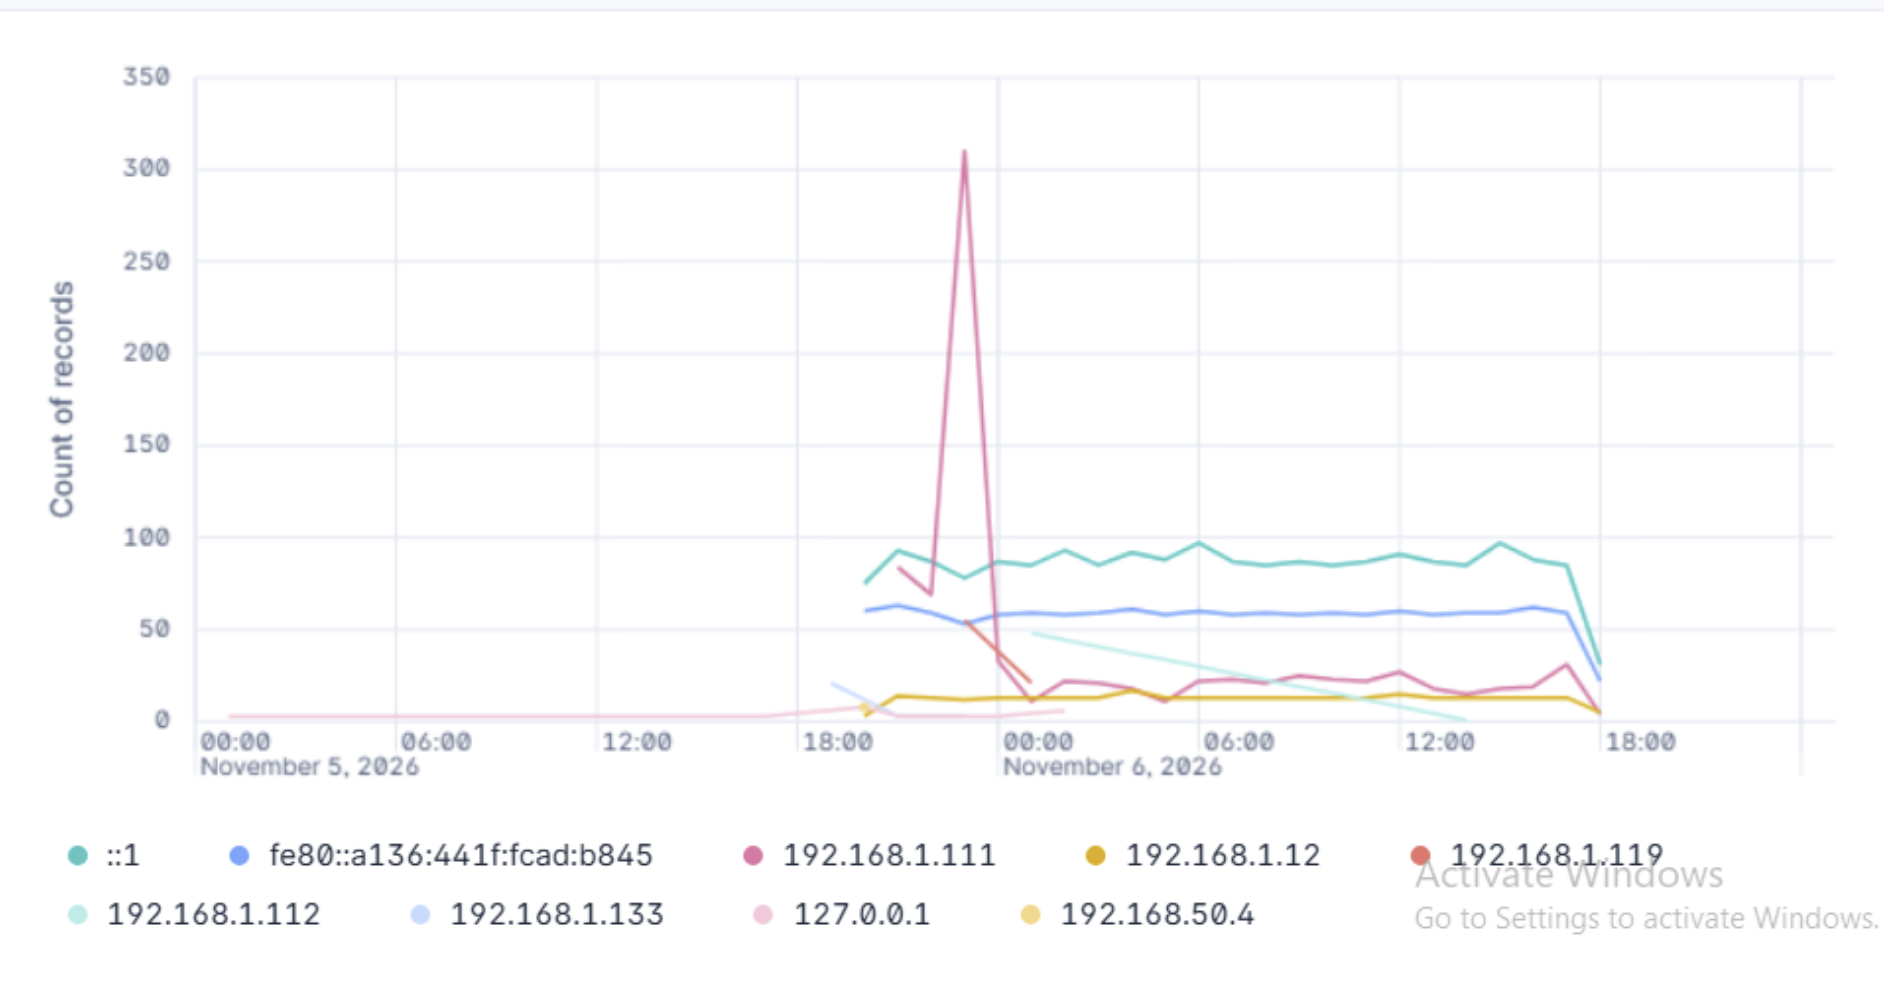 350
300
250
200
150
100
50
0
Count of records
00:00 06:00 12:00 18:00 00:00 06:00 12:00 18:00
November 5, 2026 November 6, 2026
::1 fe80::a136:441f:fcad:b845 192.168.1.111 192.168.1.12 192.168.1.119
192.168.1.112 192.168.1.133 127.0.0.1 192.168.50.4
Activate Windows
Go to Settings to activate Windows.